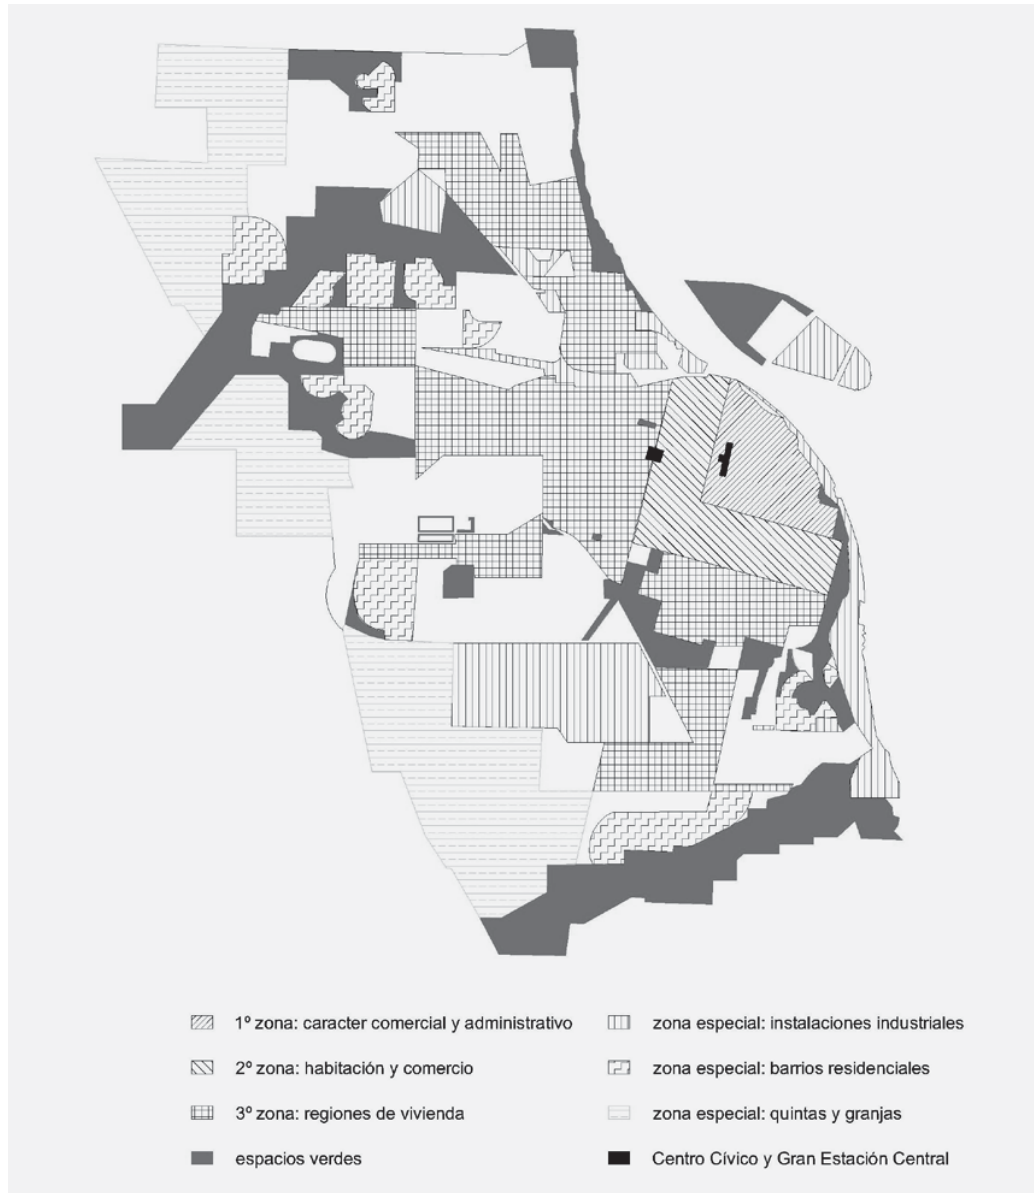 1º zona: caracter comercial y administrativo
zona especial: instalaciones industriales
2º zona: habitación y comercio
zona especial: barrios residenciales
3º zona: regiones de vivienda
zona especial: quintas y granjas
espacios verdes
Centro Cívico y Gran Estación Central